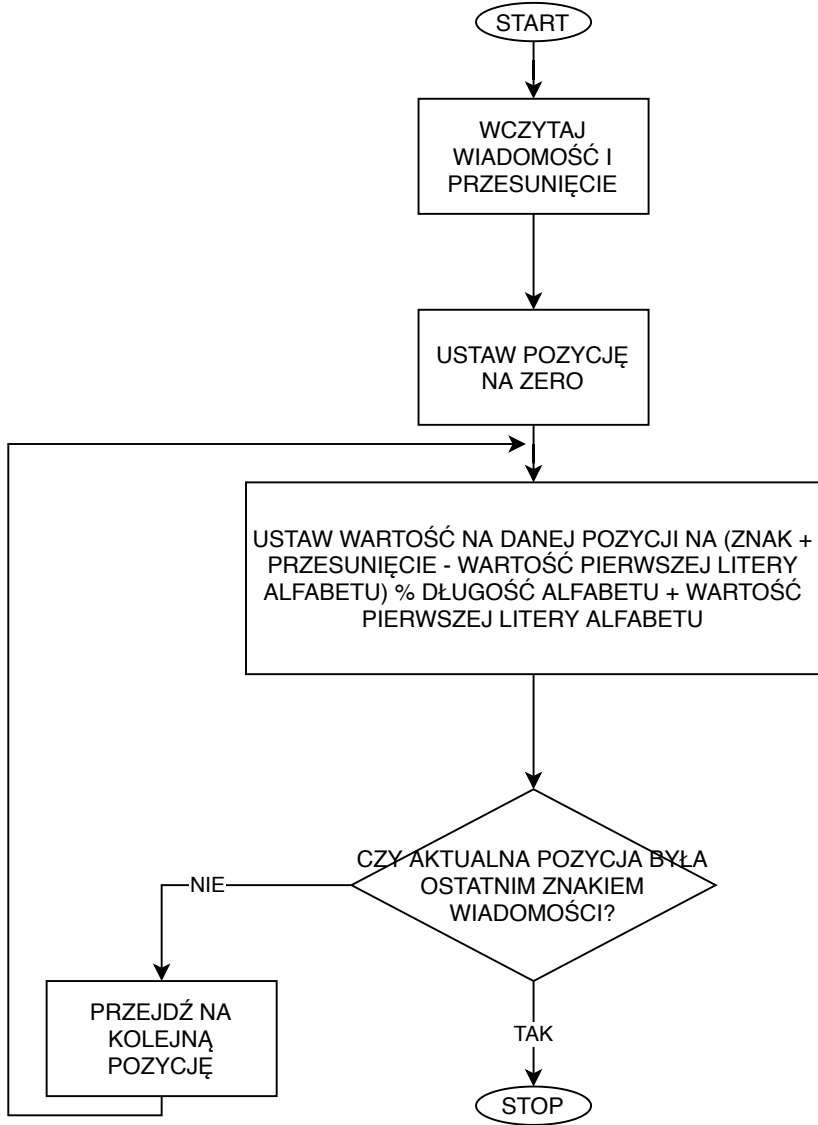 START
WCZYTAJ
WIADOMOŚĆ I
PRZESUNIĘCIE
USTAW POZYCJĘ
NA ZERO
USTAW WARTOŚĆ NA DANEJ POZYCJI NA (ZNAK +
PRZESUNIĘCIE - WARTOŚĆ PIERWSZEJ LITERY
ALFABETU) % DŁUGOŚĆ ALFABETU + WARTOŚĆ
PIERWSZEJ LITERY ALFABETU
CZY AKTUALNA POZYCJA BYŁA
OSTATNIM ZNAKIEM
WIADOMOŚCI?
NIE
PRZEJDŹ NA
KOLEJNĄ
POZYCJĘ
TAK
STOP